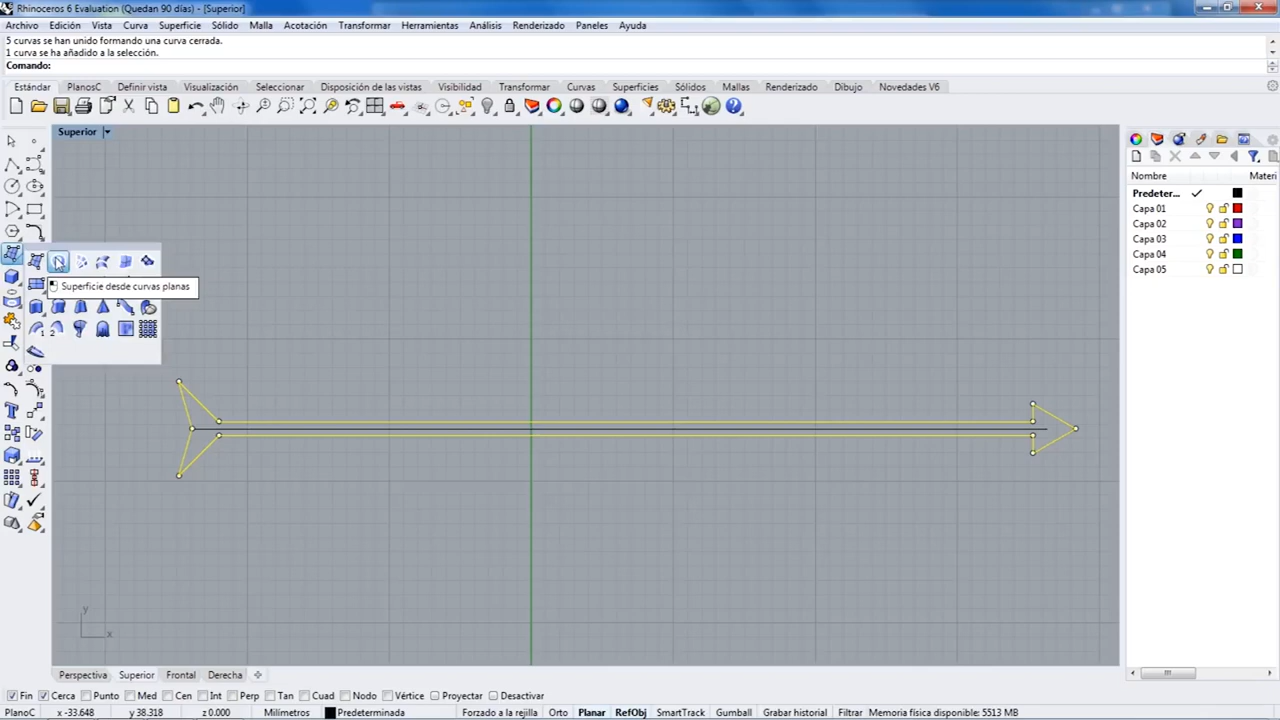 Rhinoceros 6 Evaluation (Quedan 90 días) - [Superior]
Archivo Edición Vista Curva Superficie Sólido Malla Acotación Transformar Herramientas Análisis Renderizado Paneles Ayuda
5 curvas se han unido formando una curva cerrada.
1 curva se ha añadido a la selección.
Comando:
Estándar PlanosC Definir vista Visualización Seleccionar Disposición de las vistas Visibilidad Transformar Curvas Superficies Sólidos Mallas Renderizado Dibujo Novedades V6
Superior
Nombre Materi
Predeter...
Capa 01
Capa 02
Capa 03
Capa 04
Capa 05
Superficie desde curvas planas
1 2
y
x
Perspectiva Superior Frontal Derecha
Fin Cerca Punto Med Cen Int Perp Tan Cuad Nodo Vértice Proyectar Desactivar
PlanoC x -33.648 y 38.318 z 0.000 Milímetros Predeterminada Forzado a la rejilla Orto Planar RefObj SmartTrack Gumball Grabar historial Filtrar Memoria física disponible: 5513 MB